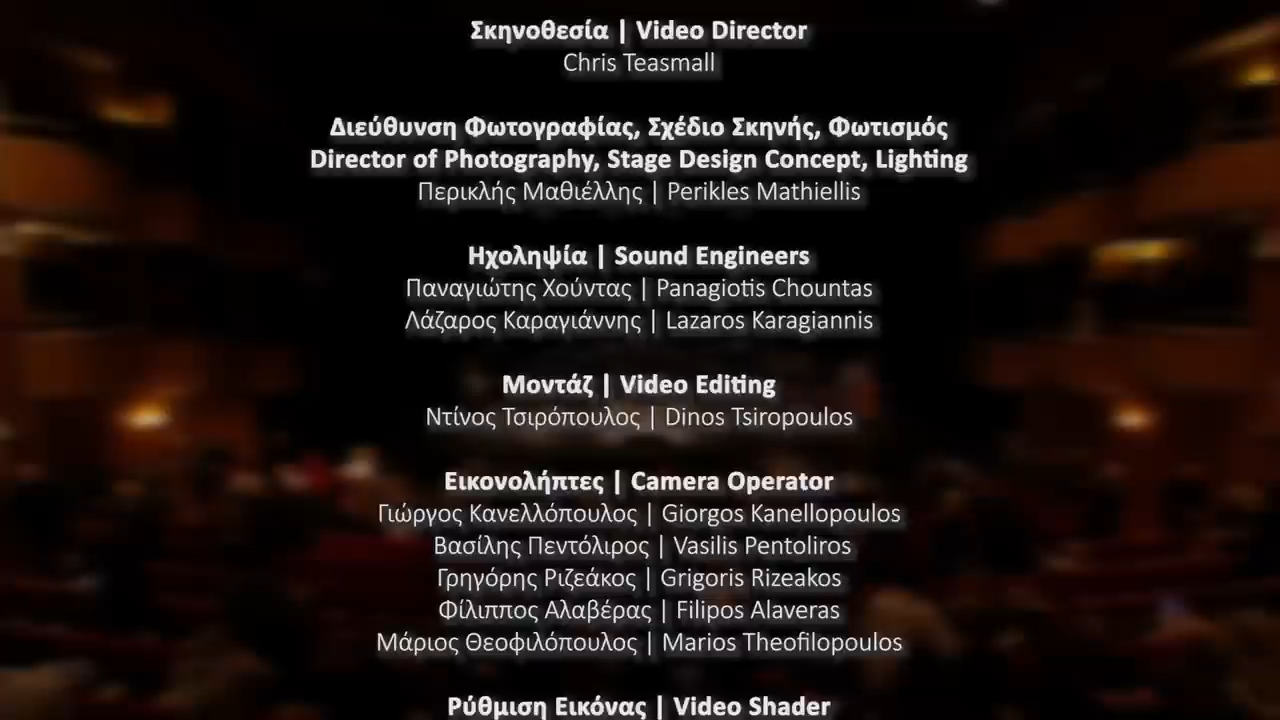 Σκηνοθεσία | Video Director
Chris Teasmall
Διεύθυνση Φωτογραφίας, Σχέδιο Σκηνής, Φωτισμός
Director of Photography, Stage Design Concept, Lighting
Περικλής Μαθιέλλης | Perikles Mathiellis
Ηχοληψία | Sound Engineers
Παναγιώτης Χούντας | Panagiotis Chountas
Λάζαρος Καραγιάννης | Lazaros Karagiannis
Μοντάζ | Video Editing
Ντίνος Τσιρόπουλος | Dinos Tsiropoulos
Εικονολήπτες | Camera Operator
Γιώργος Κανελλόπουλος | Giorgos Kanellopoulos
Βασίλης Πεντόλιρος | Vasilis Pentoliros
Γρηγόρης Ριζεάκος | Grigoris Rizeakos
Φίλιππος Αλαβέρας | Filipos Alaveras
Μάριος Θεοφιλόπουλος | Marios Theofilopoulos
Ρύθμιση Εικόνας | Video Shader